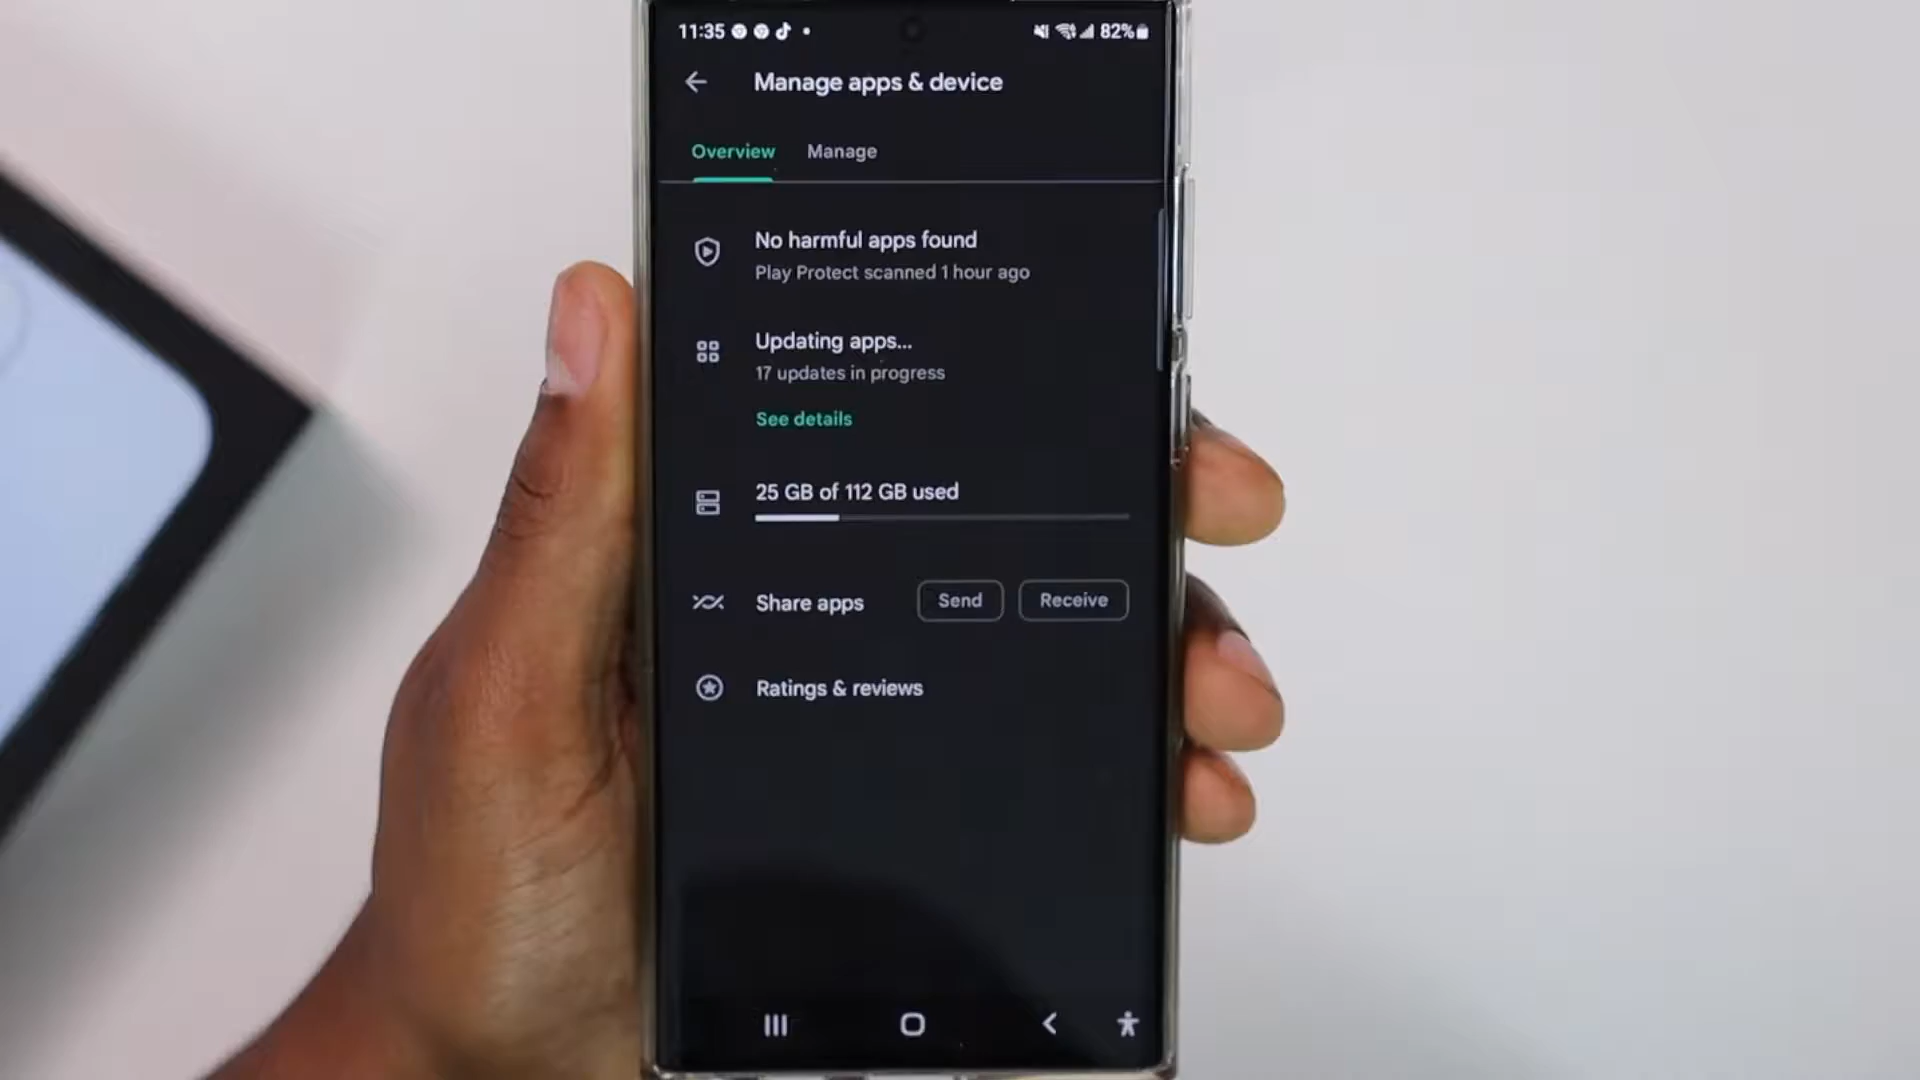 11:35 82%
Manage apps & device
Overview Manage
No harmful apps found
Play Protect scanned 1 hour ago
Updating apps...
17 updates in progress
See details
25 GB of 112 GB used
Share apps Send Receive
Ratings & reviews